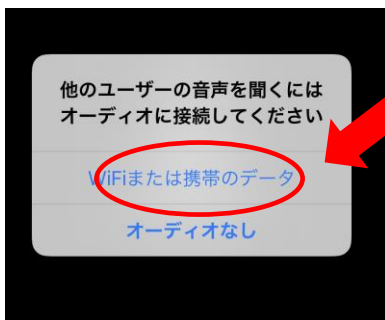 他のユーザーの音声を聞くには
オーディオに接続してください
WiFiまたは携帯のデータ
オーディオなし